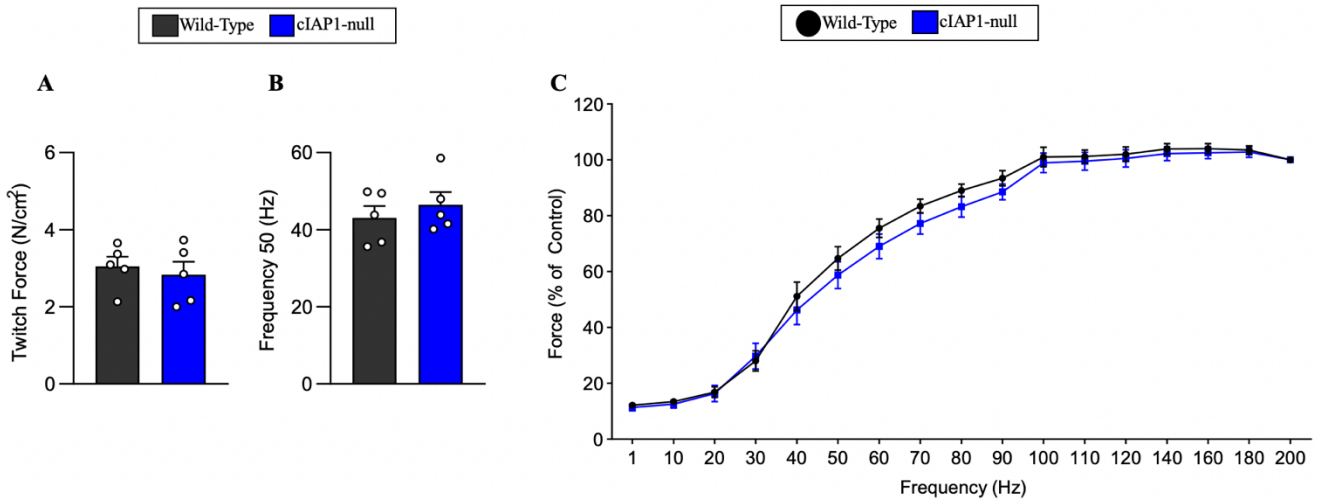 Wild-Type cIAP1-null
Wild-Type cIAP1-null
A
B
C
Twitch Force (N/cm²)
6
4
2
0
Frequency 50 (Hz)
60
40
20
0
Force (% of Control)
120
100
80
60
40
20
0
1 10 20 30 40 50 60 70 80 90 100 110 120 140 160 180 200
Frequency (Hz)